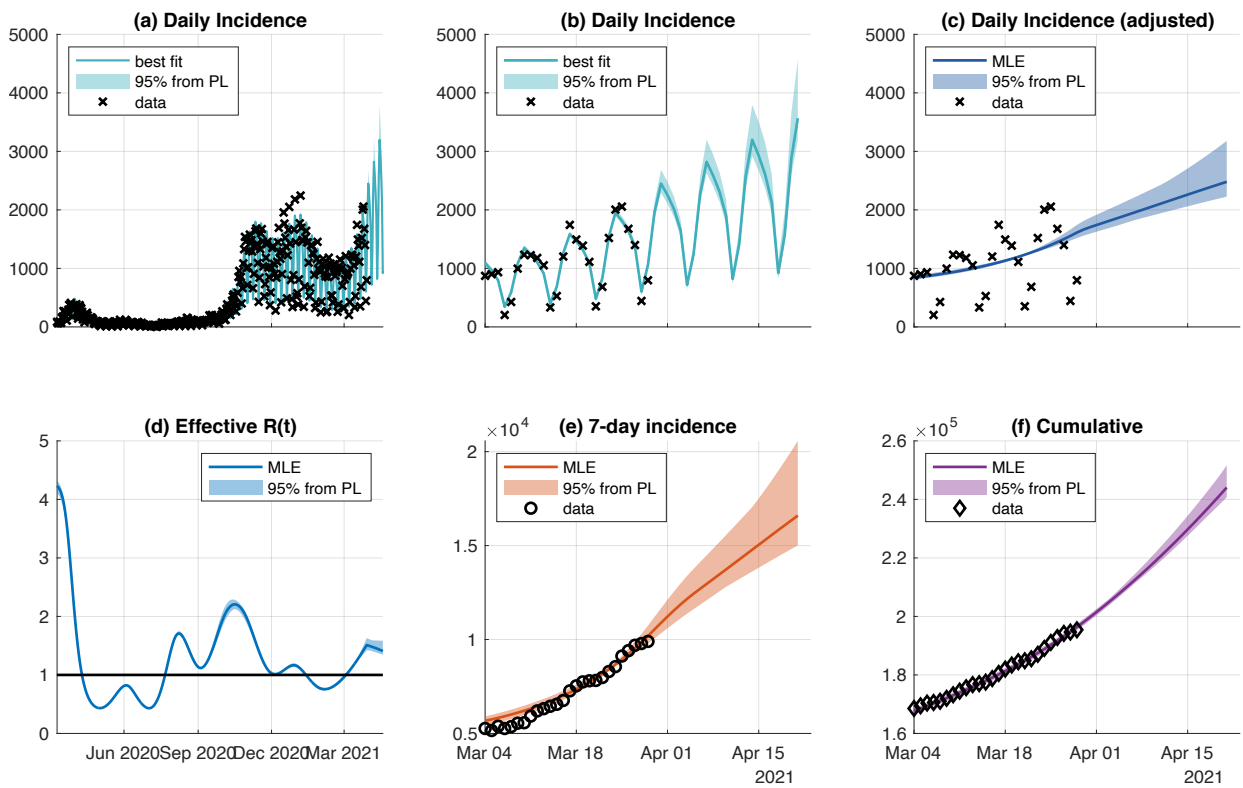 (a) Daily Incidence
5000
4000
3000
2000
1000
0
best fit
95% from PL
data
(b) Daily Incidence
5000
4000
3000
2000
1000
0
best fit
95% from PL
data
(c) Daily Incidence (adjusted)
5000
4000
3000
2000
1000
0
MLE
95% from PL
data
(d) Effective R(t)
5
4
3
2
1
0
MLE
95% from PL
Jun 2020 Sep 2020 Dec 2020 Mar 2021
(e) 7-day incidence
×10⁴
2
1.5
1
0.5
MLE
95% from PL
data
Mar 04 Mar 18 Apr 01 Apr 15
2021
(f) Cumulative
×10⁵
2.6
2.4
2.2
2
1.8
1.6
MLE
95% from PL
data
Mar 04 Mar 18 Apr 01 Apr 15
2021